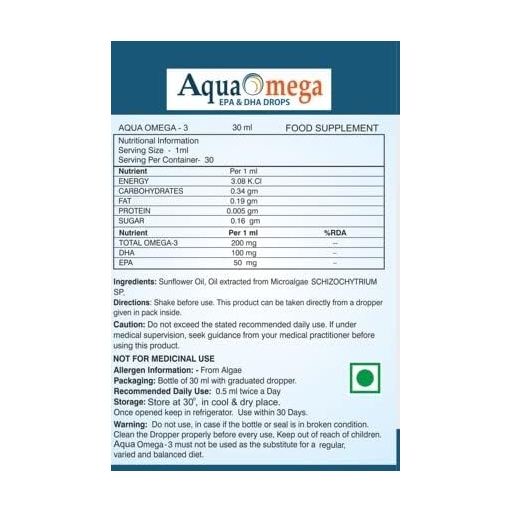 AquaOmega
EPA & DHA DROPS
AQUA OMEGA - 3 30 ml FOOD SUPPLEMENT
Nutritional Information
Serving Size - 1ml
Serving Per Container- 30
Nutrient Per 1 ml
ENERGY 3.08 K.Cl
CARBOHYDRATES 0.34 gm
FAT 0.19 gm
PROTEIN 0.005 gm
SUGAR 0.16 gm
Nutrient Per 1 ml %RDA
TOTAL OMEGA-3 200 mg --
DHA 100 mg –
EPA 50 mg –
Ingredients: Sunflower Oil, Oil extracted from Microalgae SCHIZOCHYTRIUM
SP.
Directions: Shake before use. This product can be taken directly from a dropper
given in pack inside.
Caution: Do not exceed the stated recommended daily use. If under
medical supervision, seek guidance from your medical practitioner before
using this product.
NOT FOR MEDICINAL USE
Allergen Information: - From Algae
Packaging: Bottle of 30 ml with graduated dropper.
Recommended Daily Use: 0.5 ml twice a Day
Storage: Store at 30°, in cool & dry place.
Once opened keep in refrigerator. Use within 30 Days.
Warning: Do not use, in case if the bottle or seal is in broken condition.
Clean the Dropper properly before every use, Keep out of reach of children.
Aqua Omega-3 must not be used as the substitute for a regular,
varied and balanced diet.